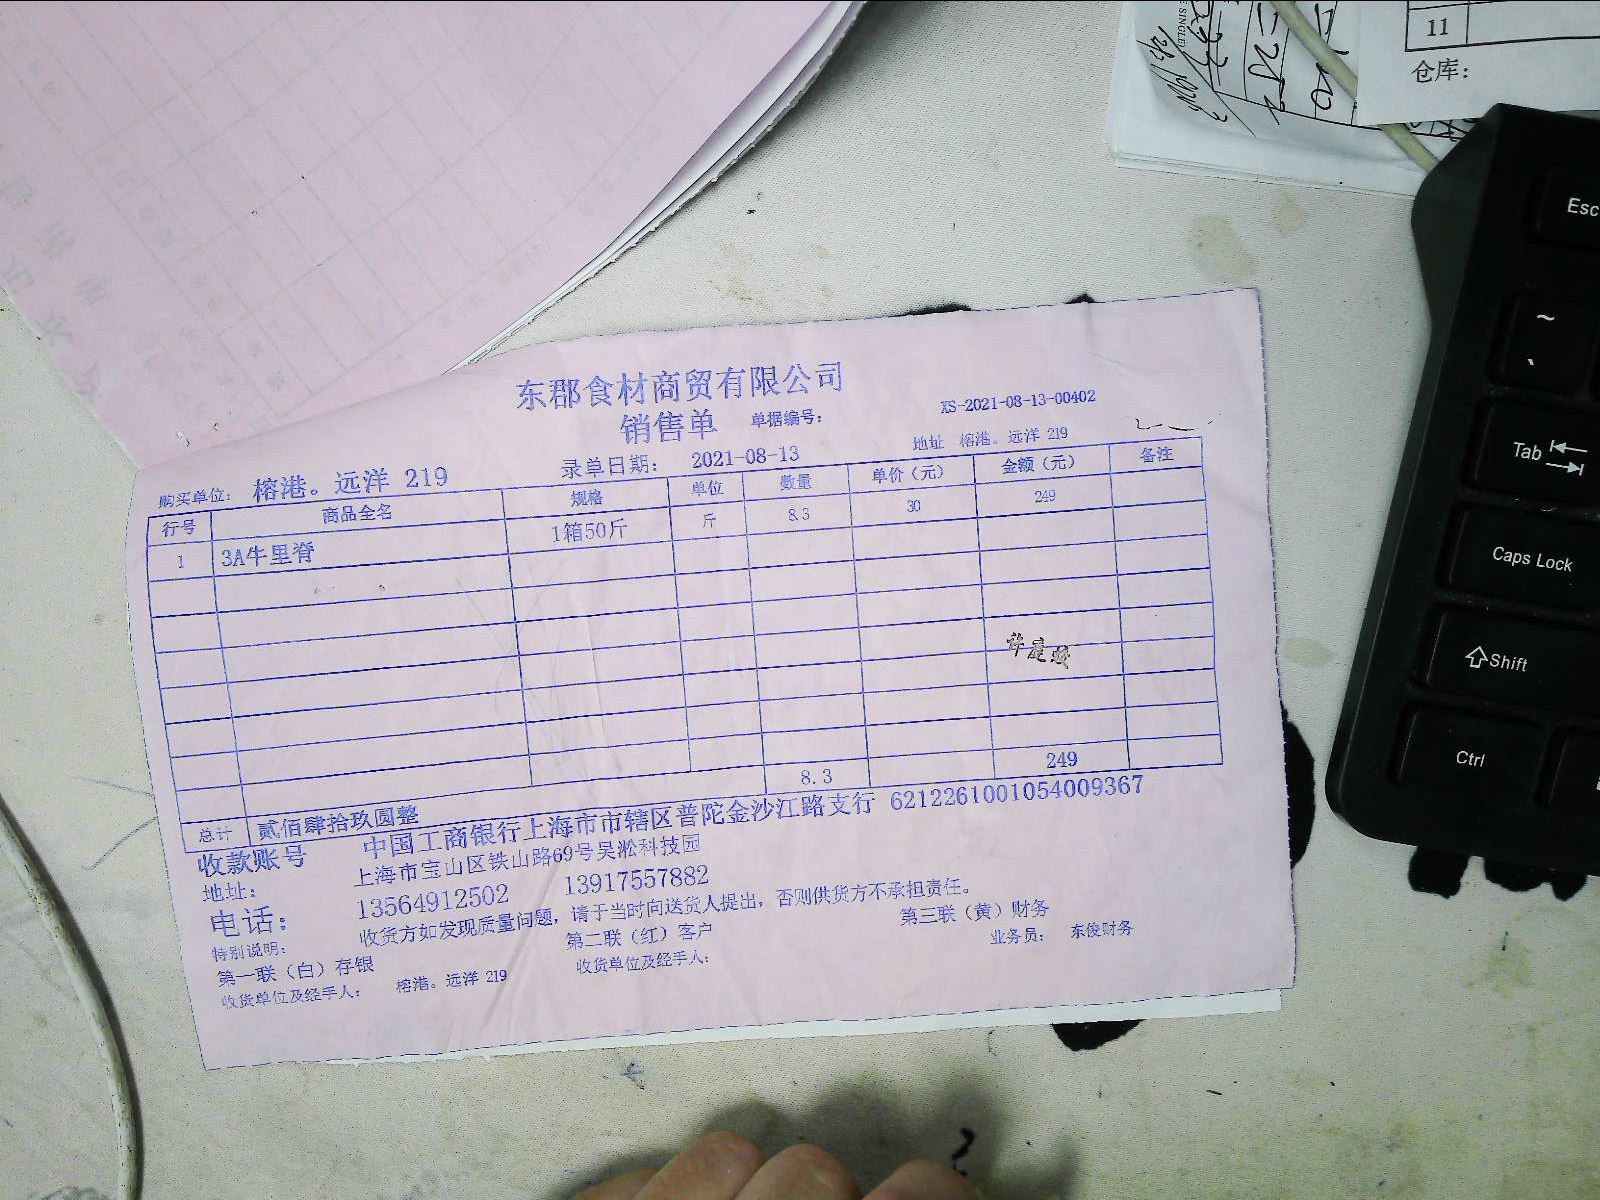 11
仓库：
东郡食材商贸有限公司
销售单 单据编号： XS-2021-08-13-00402
购买单位： 榕港。远洋 219 录单日期： 2021-08-13 地址 榕港。远洋 219
行号 商品全名 规格 单位 数量 单价（元） 金额（元） 备注
1 3A牛里脊 1箱50斤 斤 8.3 30 249
8.3 249
总计 贰佰肆拾玖圆整
收款账号 中国工商银行上海市市辖区普陀金沙江路支行 6212261001054009367
地址： 上海市宝山区铁山路69号吴淞科技园
电话： 13564912502 13917557882
特别说明： 收货方如发现质量问题，请于当时向送货人提出，否则供货方不承担责任。
第一联（白）存银 第二联（红）客户 第三联（黄）财务
收货单位及经手人： 榕港。远洋 219 收货单位及经手人： 业务员： 东俊财务
Esc
~
Tab
Caps Lock
Shift
Ctrl